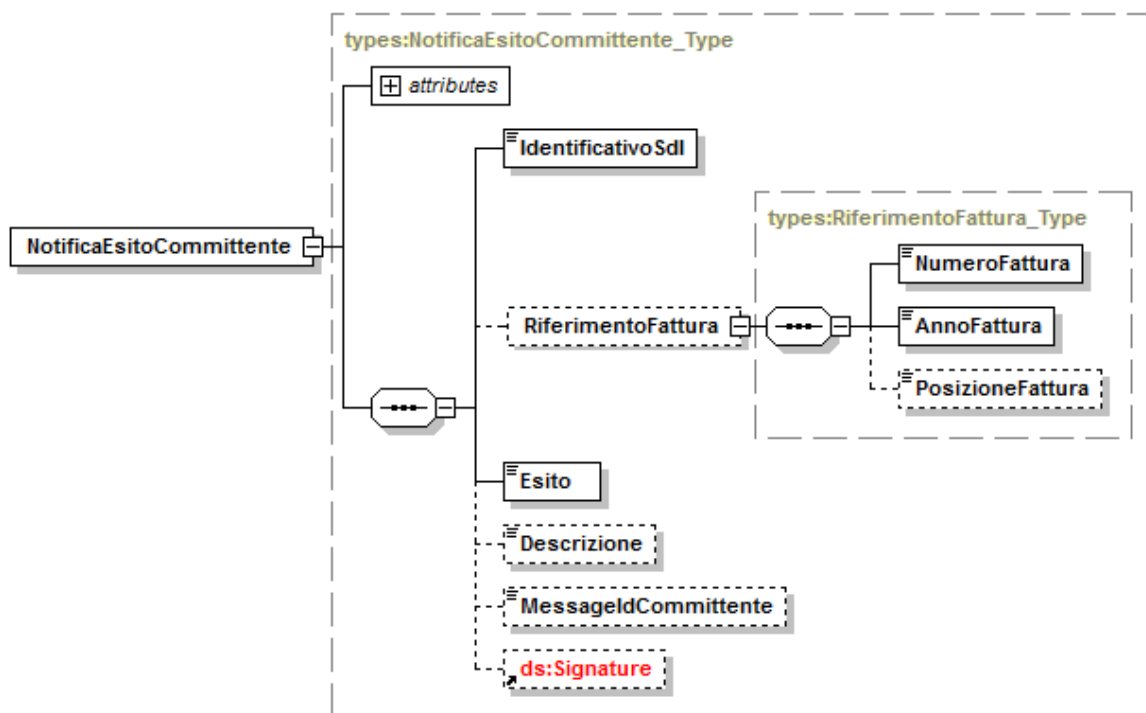 types:NotificaEsitoCommittente_Type
attributes
IdentificativoSdI
types:RiferimentoFattura_Type
NotificaEsitoCommittente
NumeroFattura
RiferimentoFattura
AnnoFattura
PosizioneFattura
Esito
Descrizione
MessageIdCommittente
ds:Signature